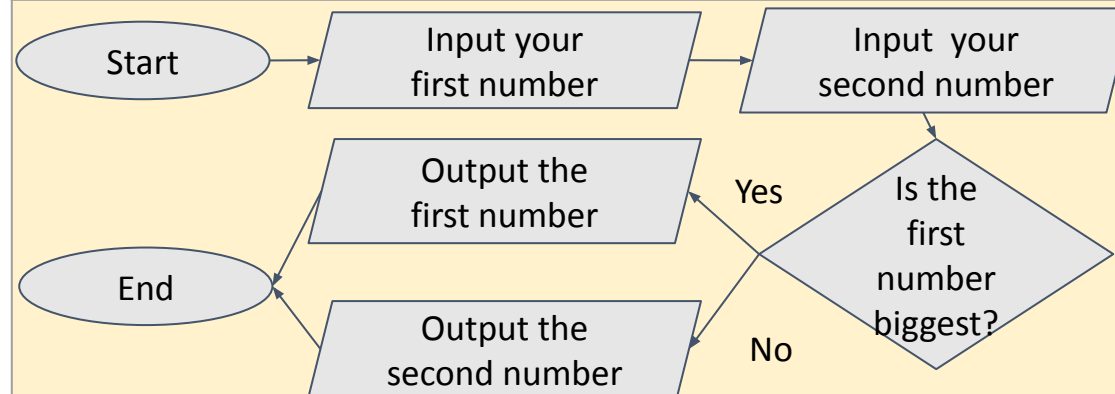 Start
Input your
first number
Input  your
second number
Is the
first
number
biggest?
Yes
Output the
first number
No
Output the
second number
End